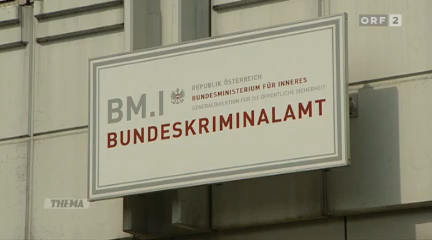 ORF 2
REPUBLIK ÖSTERREICH
BM.I BUNDESMINISTERIUM FÜR INNERES
GENERALDIREKTION FÜR DIE ÖFFENTLICHE SICHERHEIT
BUNDESKRIMINALAMT
THEMA